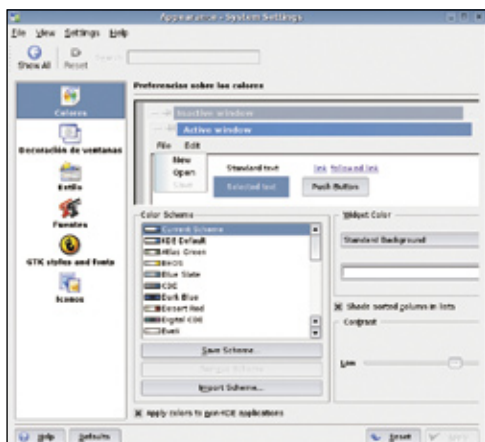 Appearance - System Settings
File View Settings Help
Show All
Reset
Search
Preferencias sobre los colores
Colores
Decoración de ventanas
Estilo
Fuentes
GTK styles and fonts
Iconos
Inactive window
Active window
File Edit
New
Open
Save
Standard text
link followed link
Selected text
Push Button
Color Scheme
Current Scheme
KDE Default
Atlas Green
BeOS
Blue Slate
CDE
Dark Blue
Desert Red
Digital CDE
EveX
Save Scheme...
Import Scheme...
Widget Color
Standard Background
Shade sorted column in lists
Contrast
Low
Apply colors to non-KDE applications
Help
Defaults
Reset
Apply